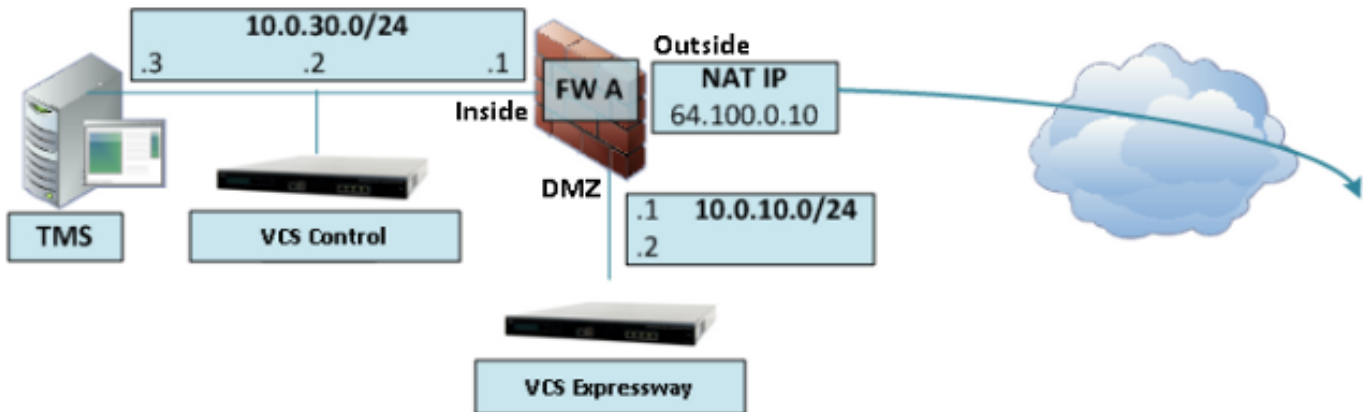 10.0.30.0/24
.3 .2 .1
Outside
FW A
NAT IP
64.100.0.10
Inside
DMZ
.1 10.0.10.0/24
.2
TMS
VCS Control
VCS Expressway